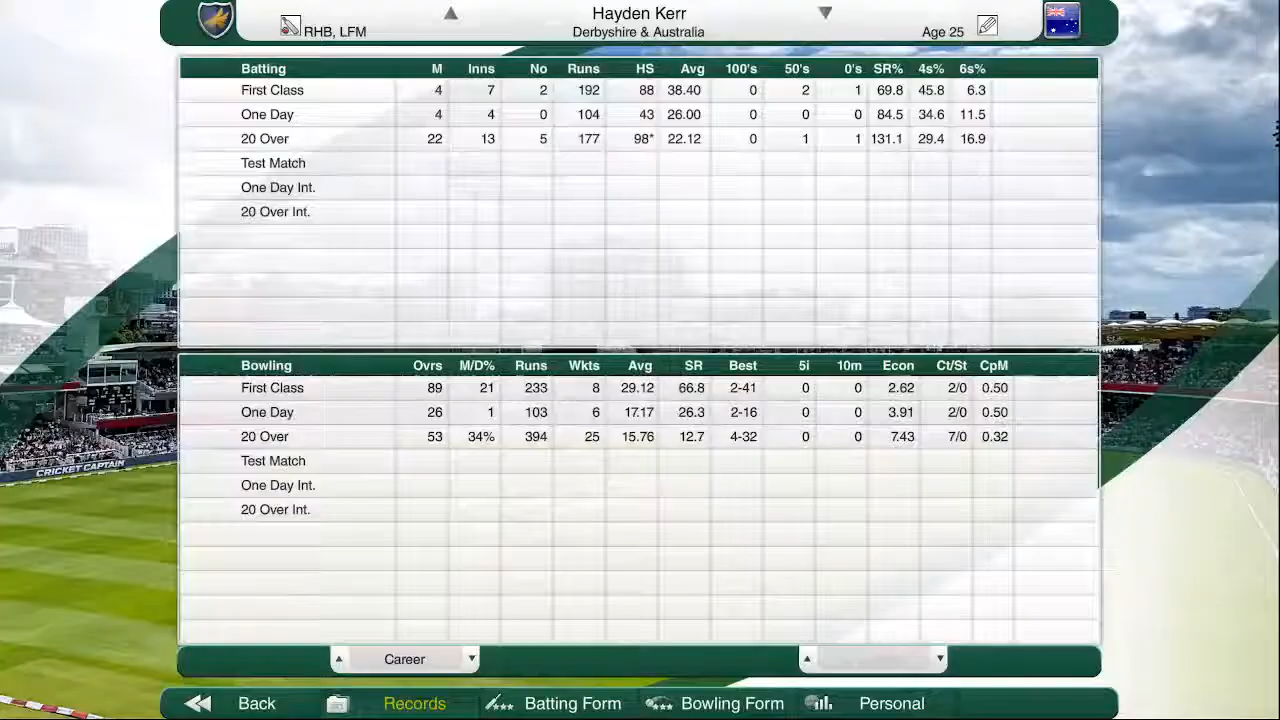 Hayden Kerr
RHB, LFM Derbyshire & Australia Age 25
Batting M Inns No Runs HS Avg 100's 50's 0's SR% 4s% 6s%
First Class 4 7 2 192 88 38.40 0 2 1 69.8 45.8 6.3
One Day 4 4 0 104 43 26.00 0 0 0 84.5 34.6 11.5
20 Over 22 13 5 177 98* 22.12 0 1 1 131.1 29.4 16.9
Test Match
One Day Int.
20 Over Int.
Bowling Ovrs M/D% Runs Wkts Avg SR Best 5i 10m Econ Ct/St CpM
First Class 89 21 233 8 29.12 66.8 2-41 0 0 2.62 2/0 0.50
One Day 26 1 103 6 17.17 26.3 2-16 0 0 3.91 2/0 0.50
20 Over 53 34% 394 25 15.76 12.7 4-32 0 0 7.43 7/0 0.32
Test Match
One Day Int.
20 Over Int.
CRICKET CAPTAIN
Career
Back Records Batting Form Bowling Form Personal